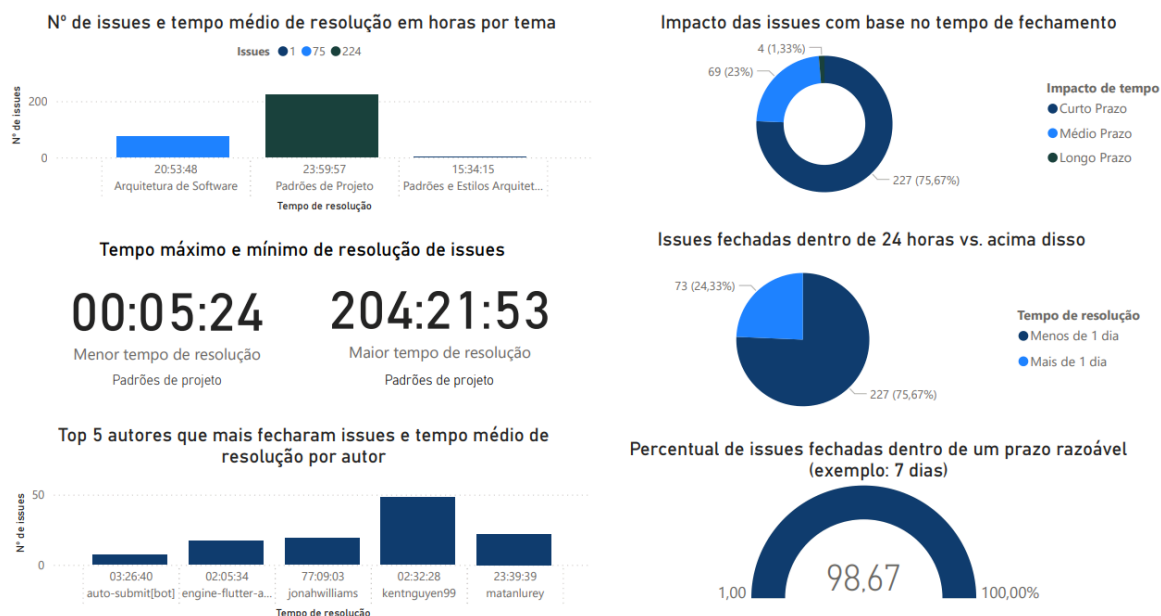 Nº de issues e tempo médio de resolução em horas por tema
Issues 1 75 224
Nº de issues
200
0
20:53:48 23:59:57 15:34:15
Arquitetura de Software Padrões de Projeto Padrões e Estilos Arquitet...
Tempo de resolução
Tempo máximo e mínimo de resolução de issues
00:05:24
Menor tempo de resolução
Padrões de projeto
204:21:53
Maior tempo de resolução
Padrões de projeto
Top 5 autores que mais fecharam issues e tempo médio de
resolução por autor
Nº de issues
50
0
03:26:40 02:05:34 77:09:03 02:32:28 23:39:39
auto-submit[bot] engine-flutter-a... jonahwilliams kentnguyen99 matanlurey
Tempo de resolução
Impacto das issues com base no tempo de fechamento
4 (1,33%)
69 (23%)
227 (75,67%)
Impacto de tempo
Curto Prazo
Médio Prazo
Longo Prazo
Issues fechadas dentro de 24 horas vs. acima disso
73 (24,33%)
227 (75,67%)
Tempo de resolução
Menos de 1 dia
Mais de 1 dia
Percentual de issues fechadas dentro de um prazo razoável
(exemplo: 7 dias)
98,67
1,00 100,00%